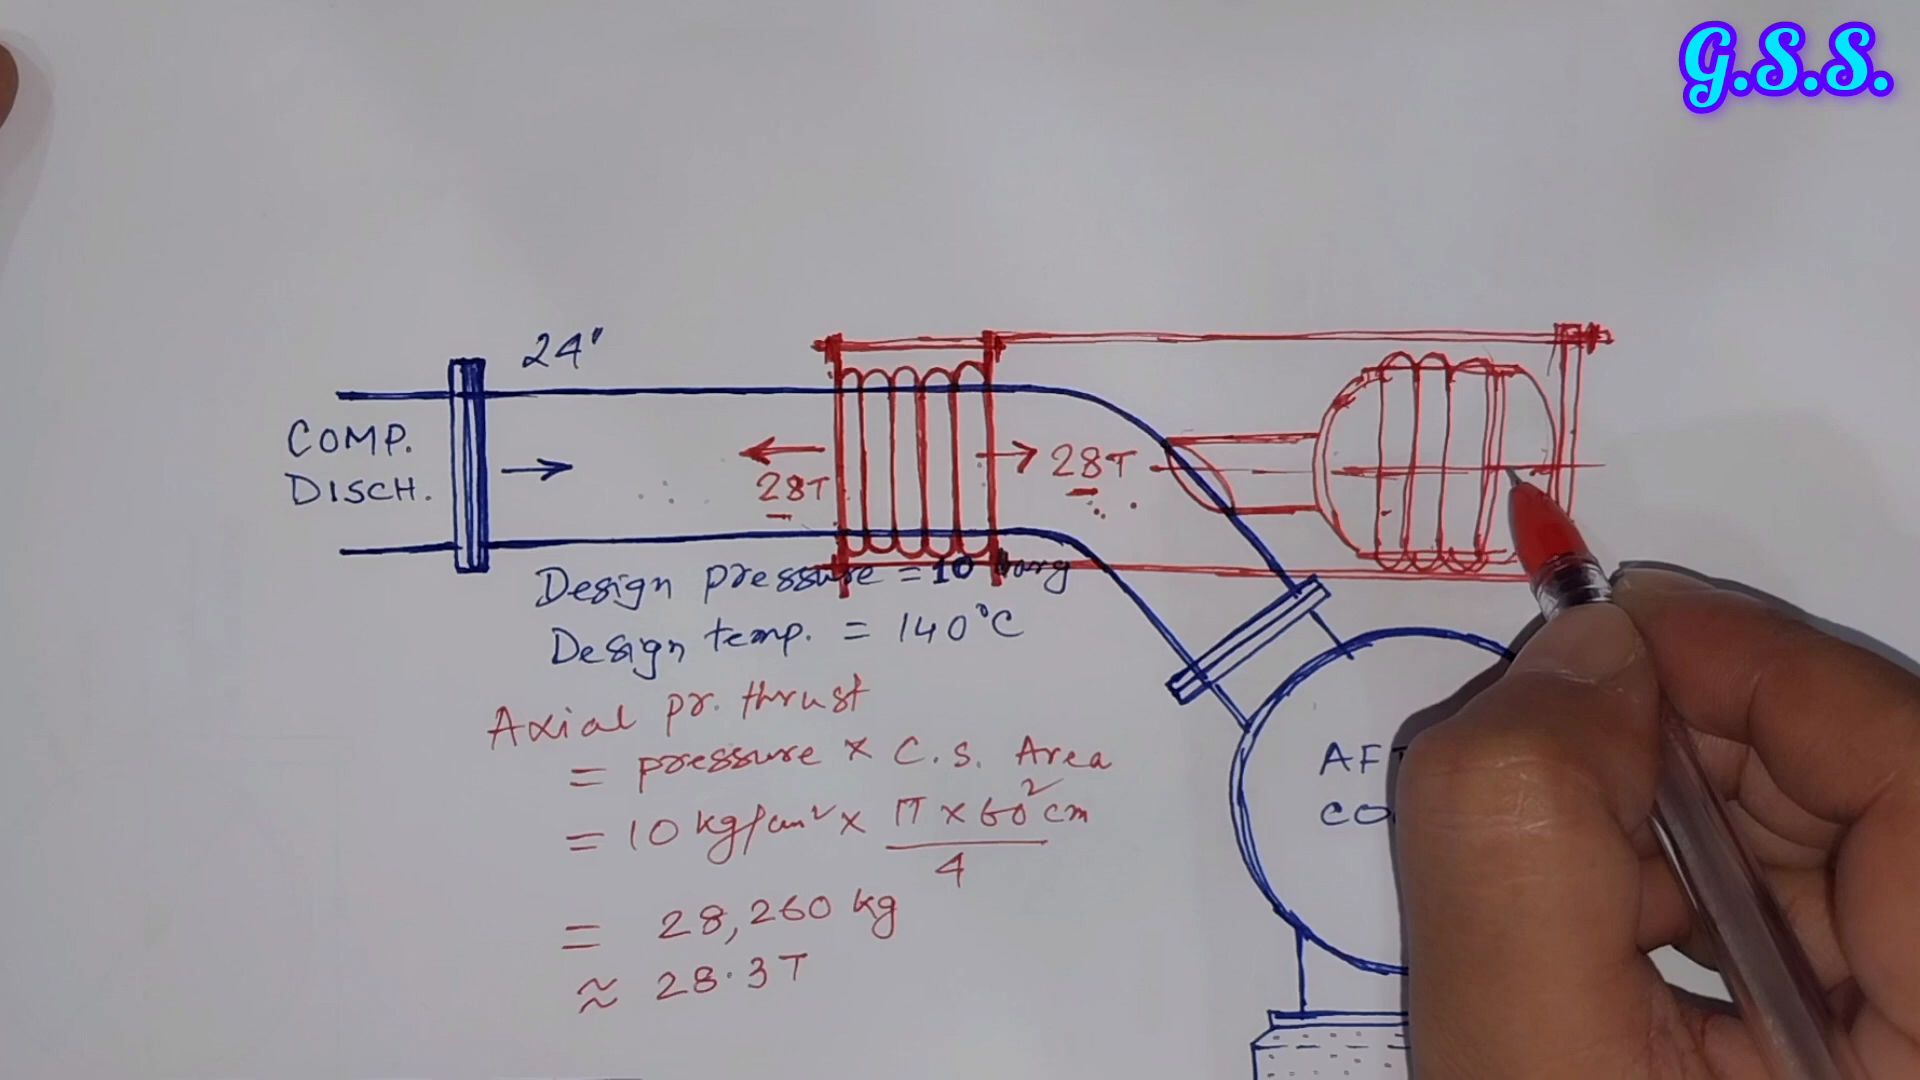 G.S.S.
24"
COMP.
DISCH.
28T
28T
Design pressure = 10 barg
Design temp. = 140°C
Axial pr. thrust
= pressure × C.S. Area
= 10 kg/cm² × π × 60² cm
4
= 28,260 kg
≈ 28.3T